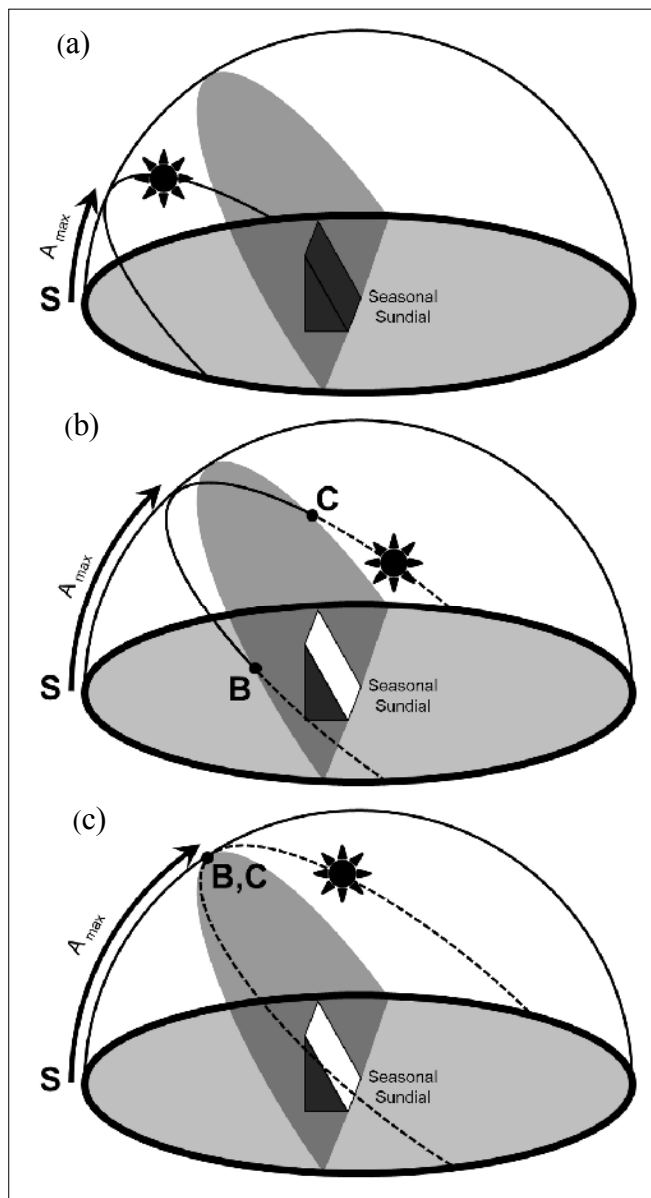 (a)
A max
S
Seasonal
Sundial
(b)
C
A max
B
S
Seasonal
Sundial
(c)
B,C
A max
S
Seasonal
Sundial